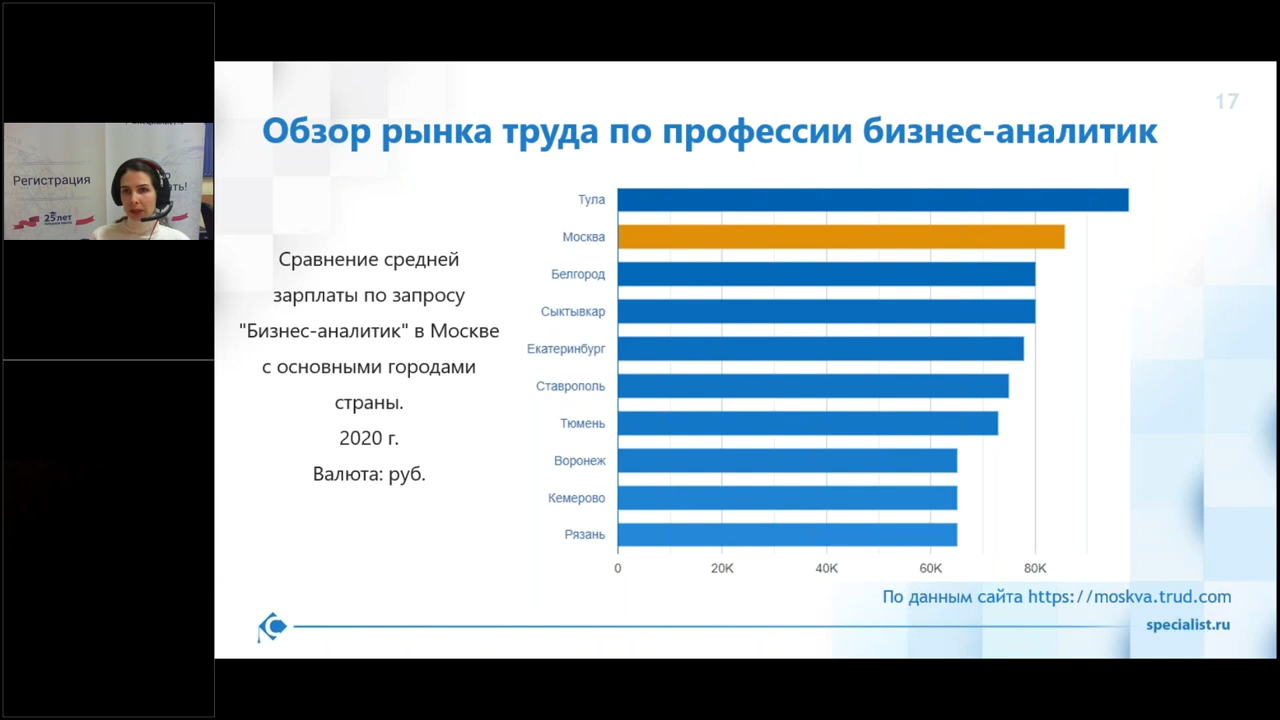 17
Обзор рынка труда по профессии бизнес-аналитик
Регистрация
ать!
25 лет
Сравнение средней
зарплаты по запросу
"Бизнес-аналитик" в Москве
с основными городами
страны.
2020 г.
Валюта: руб.
Тула
Москва
Белгород
Сыктывкар
Екатеринбург
Ставрополь
Тюмень
Воронеж
Кемерово
Рязань
0 20K 40K 60K 80K
По данным сайта https://moskva.trud.com
specialist.ru